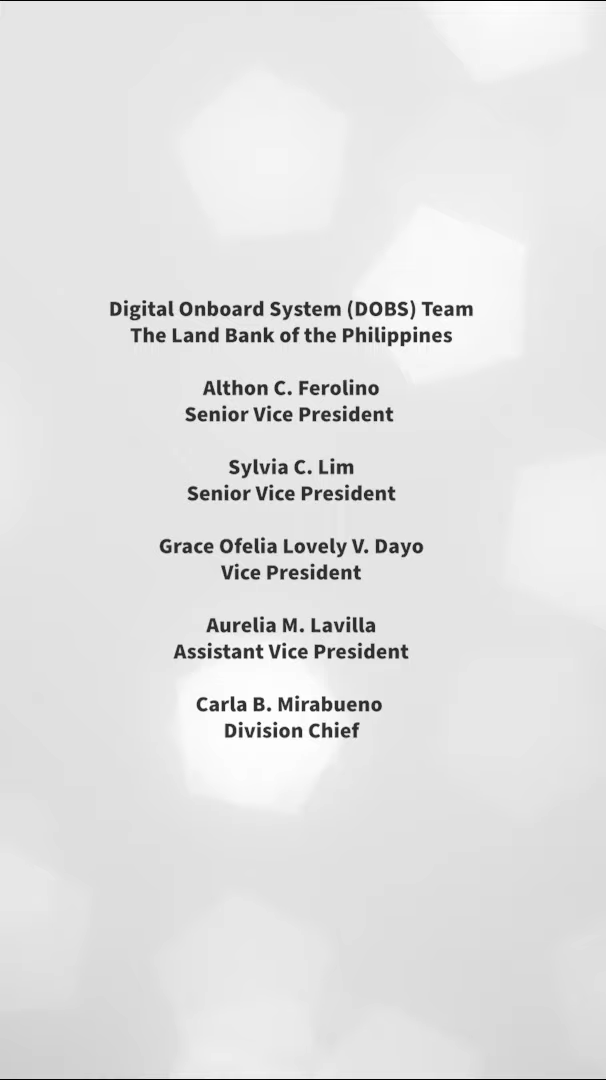 Digital Onboard System (DOBS) Team
The Land Bank of the Philippines
Althon C. Ferolino
Senior Vice President
Sylvia C. Lim
Senior Vice President
Grace Ofelia Lovely V. Dayo
Vice President
Aurelia M. Lavilla
Assistant Vice President
Carla B. Mirabueno
Division Chief